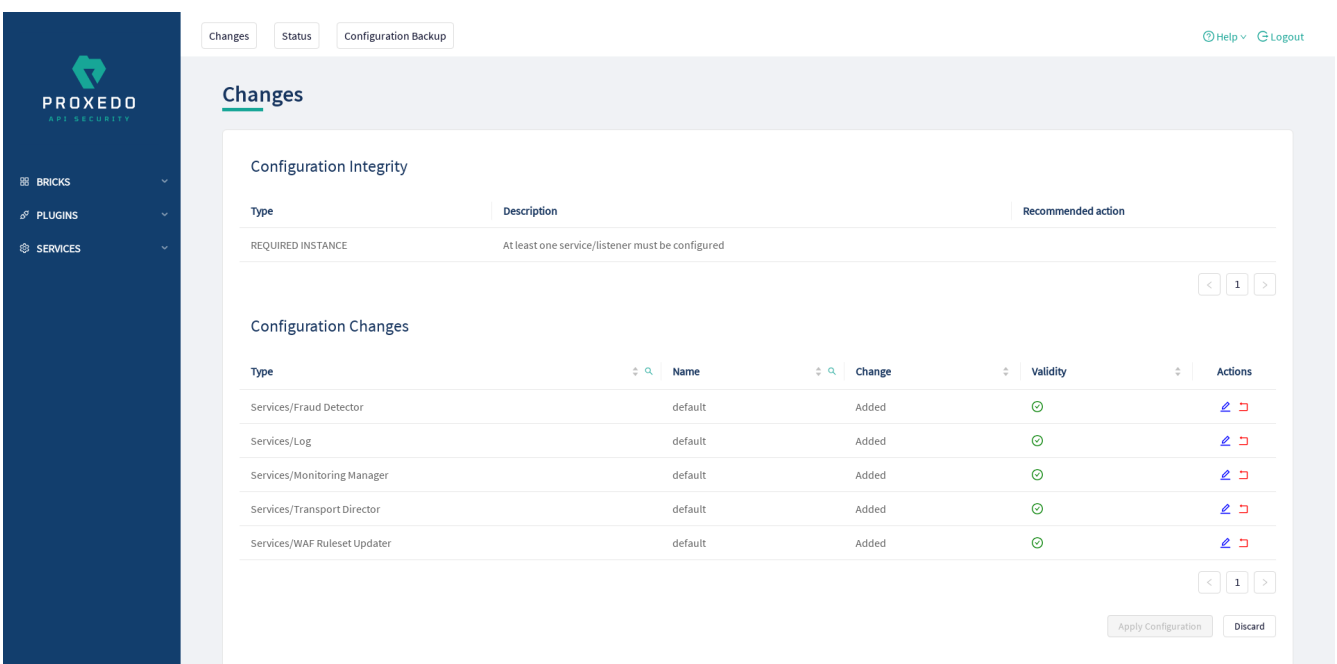 Changes Status Configuration Backup Help Logout
PROXEDO
API SECURITY
BRICKS
PLUGINS
SERVICES
Changes
Configuration Integrity
Type Description Recommended action
REQUIRED INSTANCE At least one service/listener must be configured
< 1 >
Configuration Changes
Type Name Change Validity Actions
Services/Fraud Detector default Added
Services/Log default Added
Services/Monitoring Manager default Added
Services/Transport Director default Added
Services/WAF Ruleset Updater default Added
< 1 >
Apply Configuration Discard